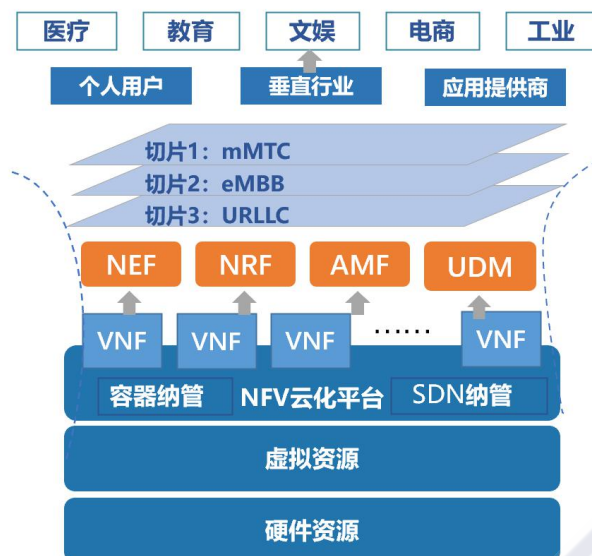 医疗 教育 文娱 电商 工业
个人用户 垂直行业 应用提供商
切片1：mMTC
切片2：eMBB
切片3：URLLC
NEF NRF AMF UDM
VNF VNF VNF …… VNF
容器纳管 NFV云化平台 SDN纳管
虚拟资源
硬件资源